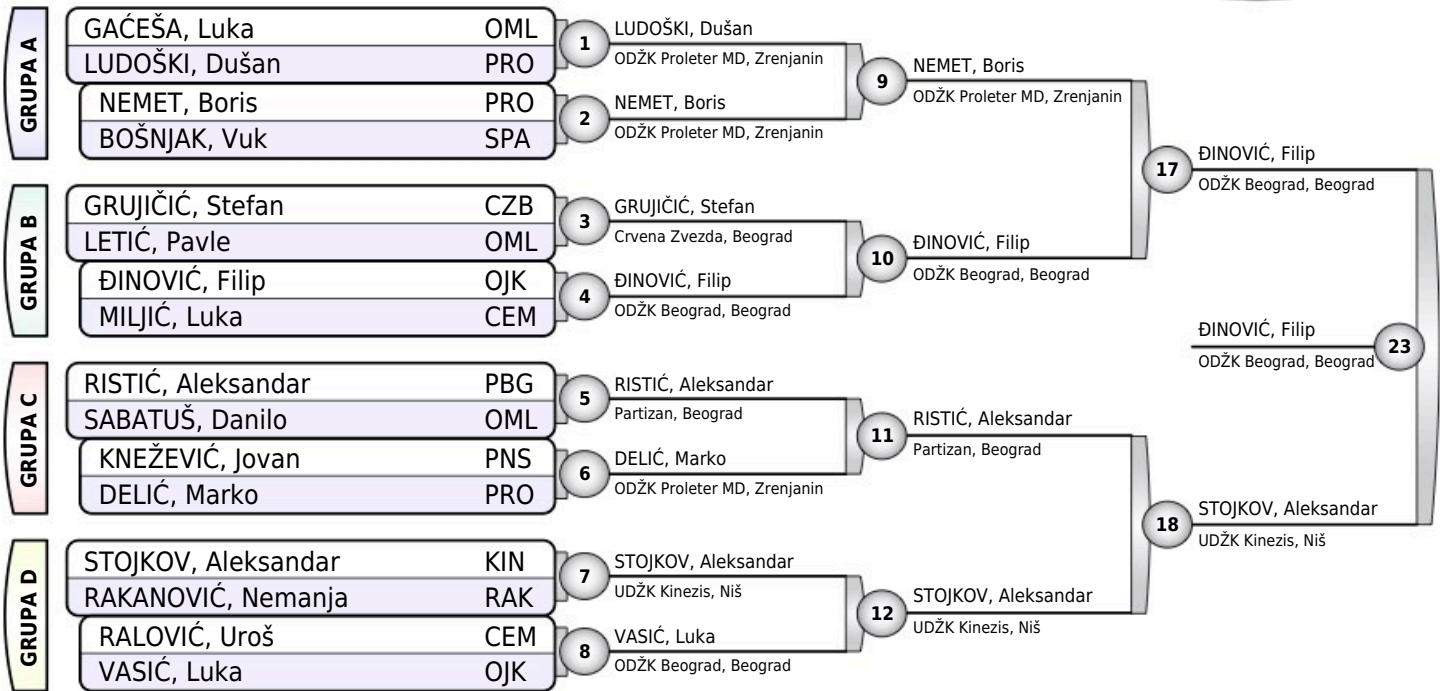 GRUPA A
GAĆEŠA, Luka OML
LUDOŠKI, Dušan PRO
NEMET, Boris PRO
BOŠNJAK, Vuk SPA
GRUPA B
GRUJIČIĆ, Stefan CZB
LETIĆ, Pavle OML
ĐINOVIĆ, Filip OJK
MILJIĆ, Luka CEM
GRUPA C
RISTIĆ, Aleksandar PBG
SABATUŠ, Danilo OML
KNEŽEVIĆ, Jovan PNS
DELIĆ, Marko PRO
GRUPA D
STOJKOV, Aleksandar KIN
RAKANOVIĆ, Nemanja RAK
RALOVIĆ, Uroš CEM
VASIĆ, Luka OJK
1
LUDOŠKI, Dušan
ODŽK Proleter MD, Zrenjanin
2
NEMET, Boris
ODŽK Proleter MD, Zrenjanin
3
GRUJIČIĆ, Stefan
Crvena Zvezda, Beograd
4
ĐINOVIĆ, Filip
ODŽK Beograd, Beograd
5
RISTIĆ, Aleksandar
Partizan, Beograd
6
DELIĆ, Marko
ODŽK Proleter MD, Zrenjanin
7
STOJKOV, Aleksandar
UDŽK Kinezis, Niš
8
VASIĆ, Luka
ODŽK Beograd, Beograd
9
NEMET, Boris
ODŽK Proleter MD, Zrenjanin
10
ĐINOVIĆ, Filip
ODŽK Beograd, Beograd
11
RISTIĆ, Aleksandar
Partizan, Beograd
12
STOJKOV, Aleksandar
UDŽK Kinezis, Niš
17
ĐINOVIĆ, Filip
ODŽK Beograd, Beograd
18
STOJKOV, Aleksandar
UDŽK Kinezis, Niš
ĐINOVIĆ, Filip
ODŽK Beograd, Beograd
23